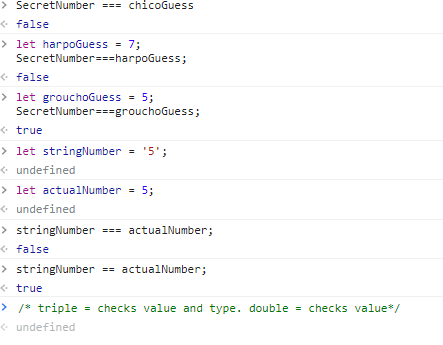 > SecretNumber === chicoGuess
< false
> let harpoGuess = 7;
SecretNumber===harpoGuess;
< false
> let grouchoGuess = 5;
SecretNumber===grouchoGuess;
< true
> let stringNumber = '5';
< undefined
> let actualNumber = 5;
< undefined
> stringNumber === actualNumber;
< false
> stringNumber == actualNumber;
< true
> /* triple = checks value and type. double = checks value*/
< undefined